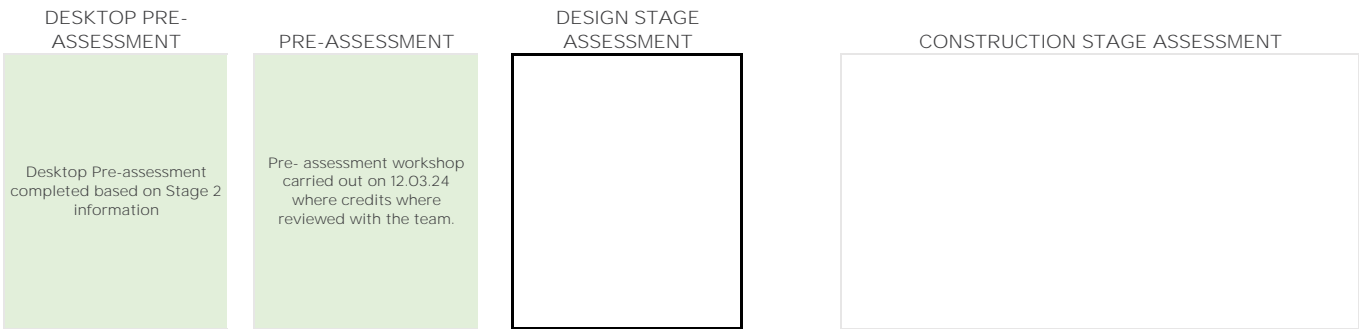 DESKTOP PRE-
ASSESSMENT
PRE-ASSESSMENT
DESIGN STAGE
ASSESSMENT
CONSTRUCTION STAGE ASSESSMENT
Desktop Pre-assessment
completed based on Stage 2
information
Pre- assessment workshop
carried out on 12.03.24
where credits where
reviewed with the team.